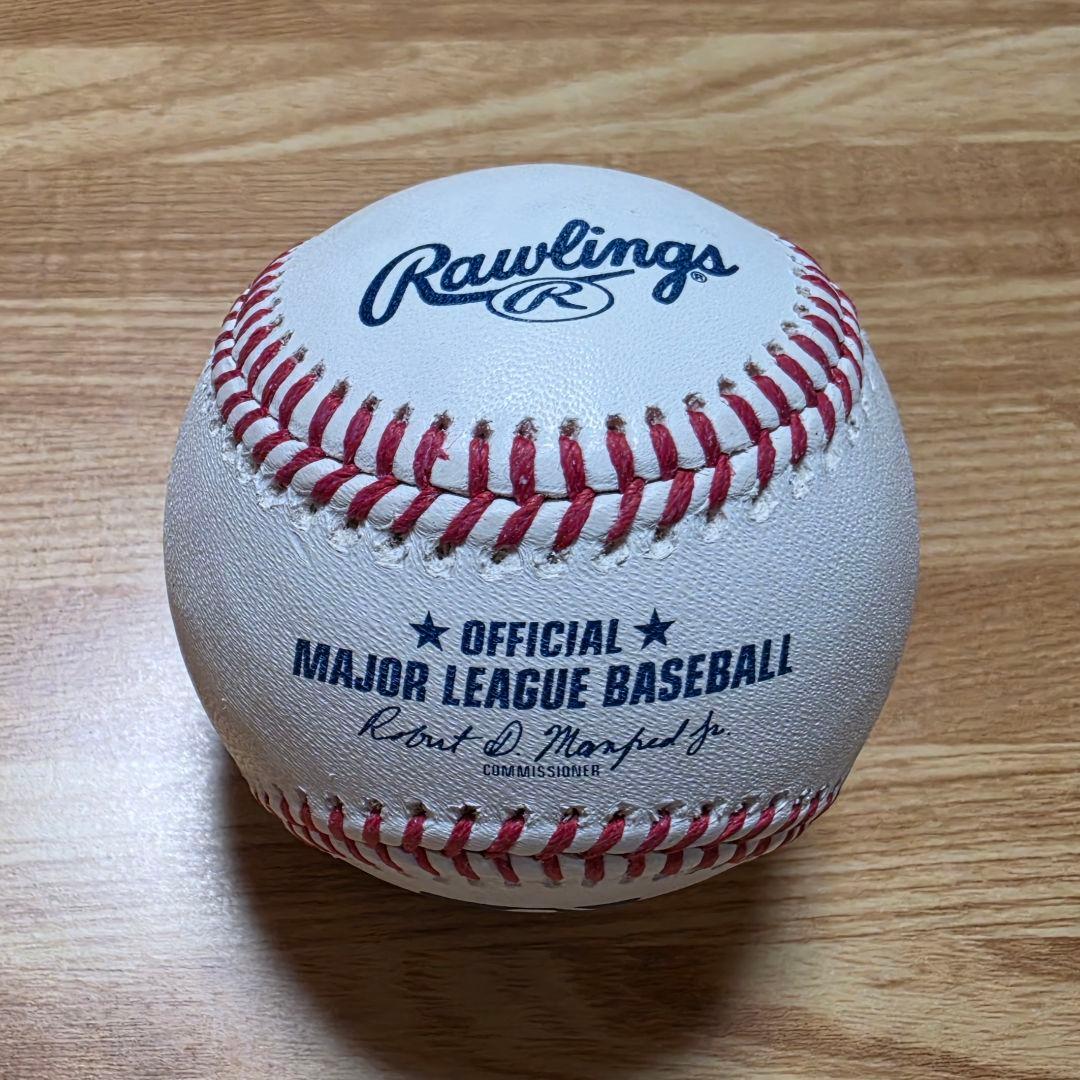 Rawlings®
R
★ OFFICIAL ★
MAJOR LEAGUE BASEBALL
Robert D. Manfred Jr.
COMMISSIONER